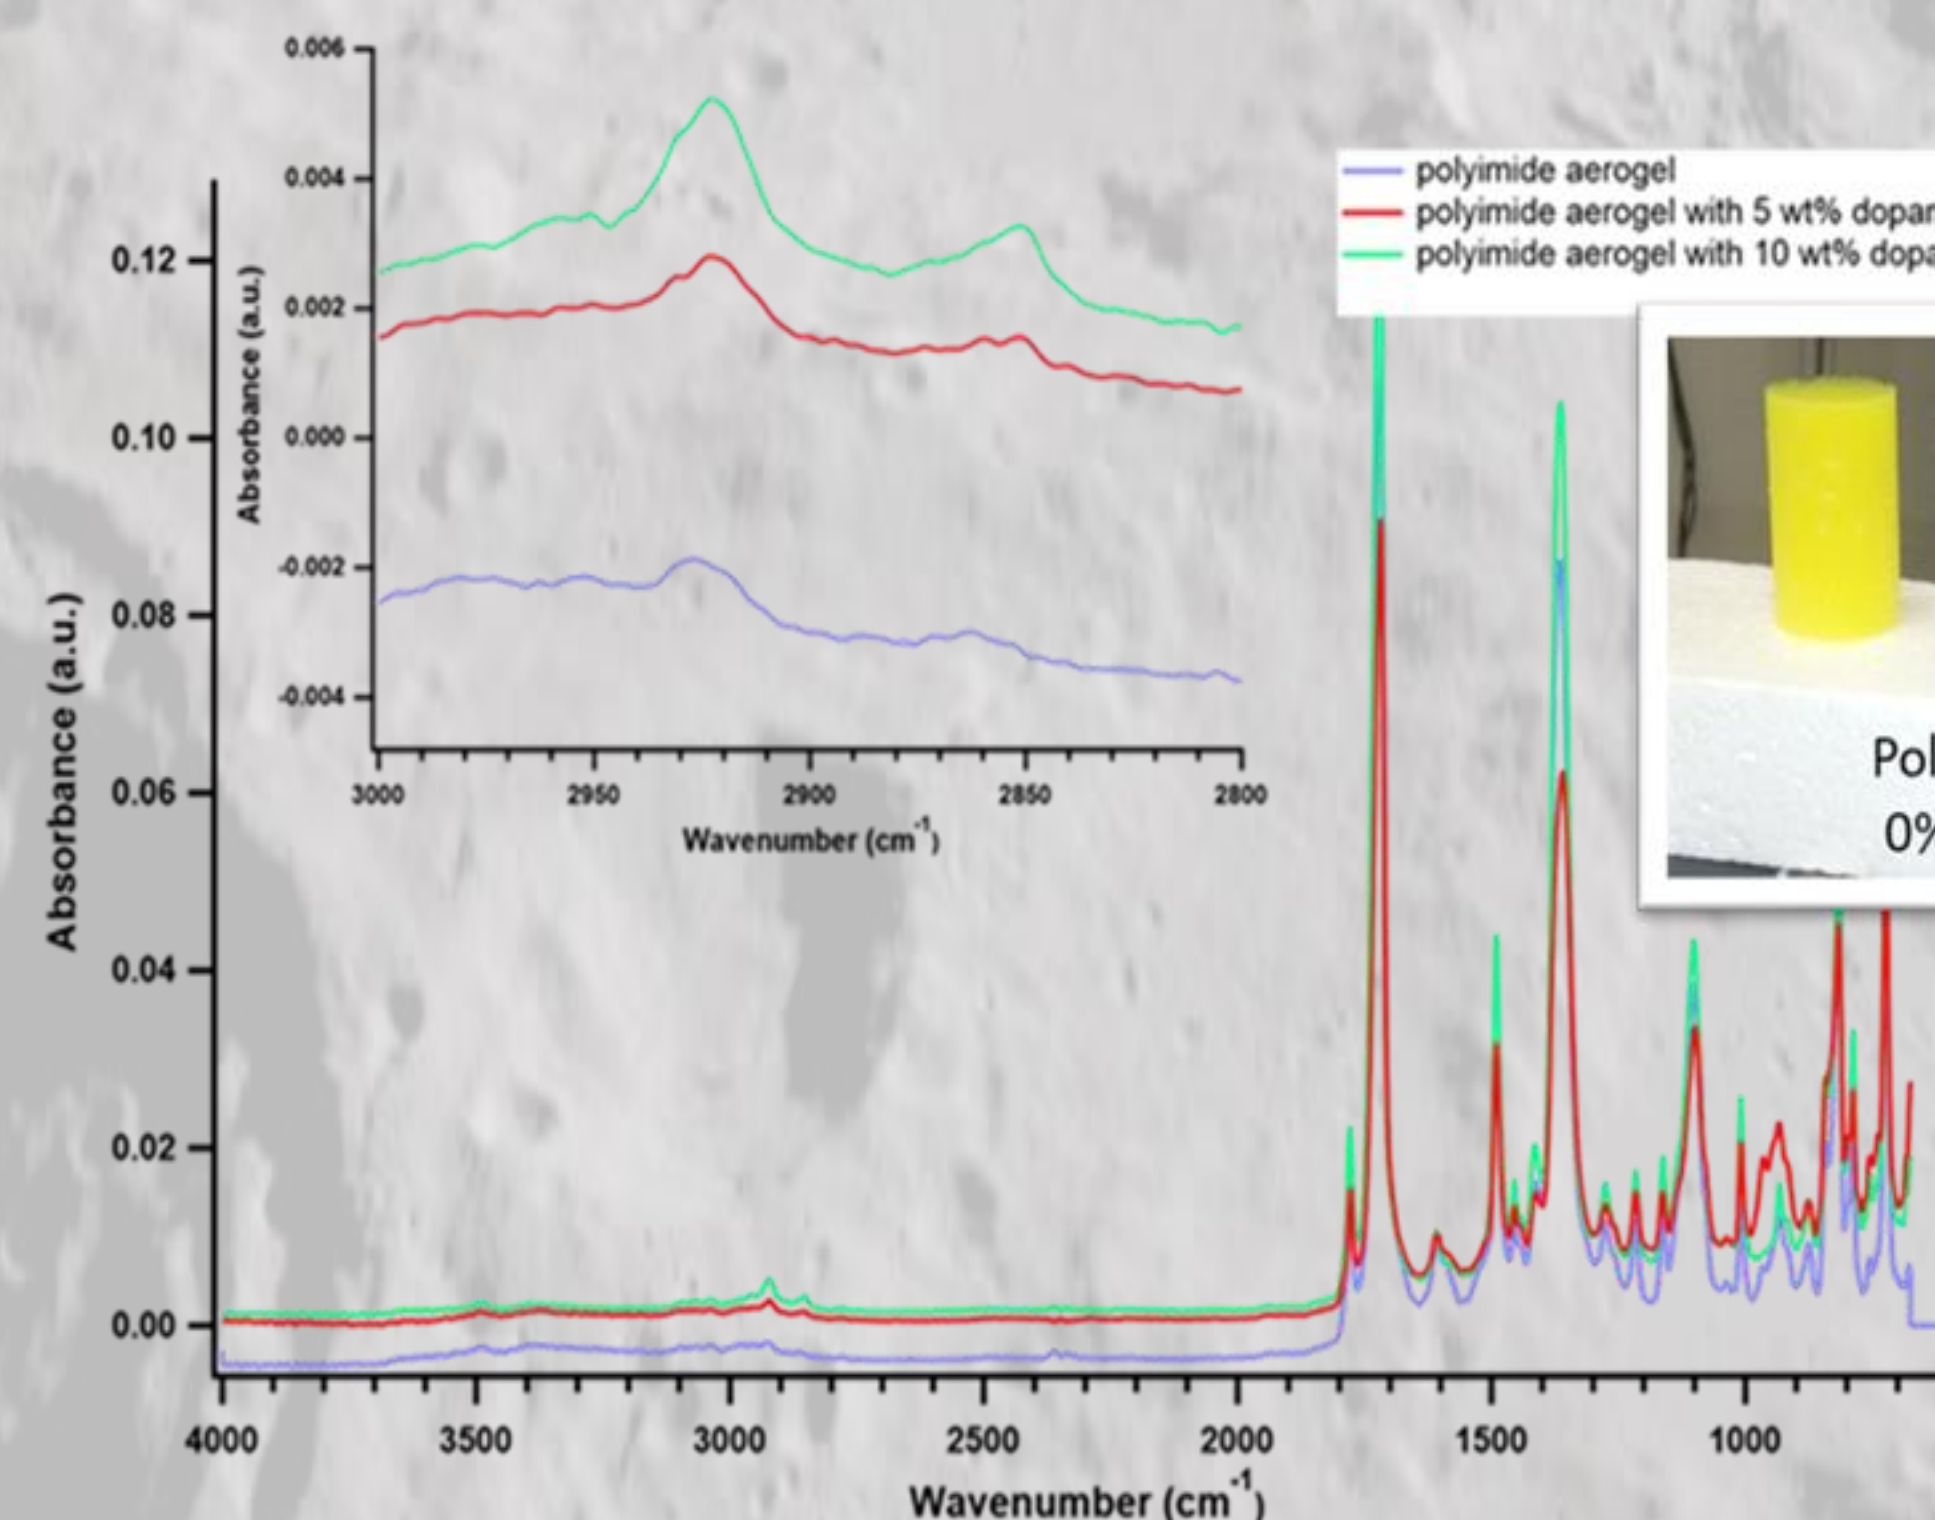 0.006
0.004
0.002
0.000
-0.002
-0.004
Absorbance (a.u.)
3000 2950 2900 2850 2800
Wavenumber (cm-1)
polyimide aerogel
polyimide aerogel with 5 wt%
polyimide aerogel with 10 wt%
0.12
0.10
0.08
0.06
0.04
0.02
0.00
Absorbance (a.u.)
4000 3500 3000 2500 2000 1500 1000
Wavenumber (cm-1)
0%